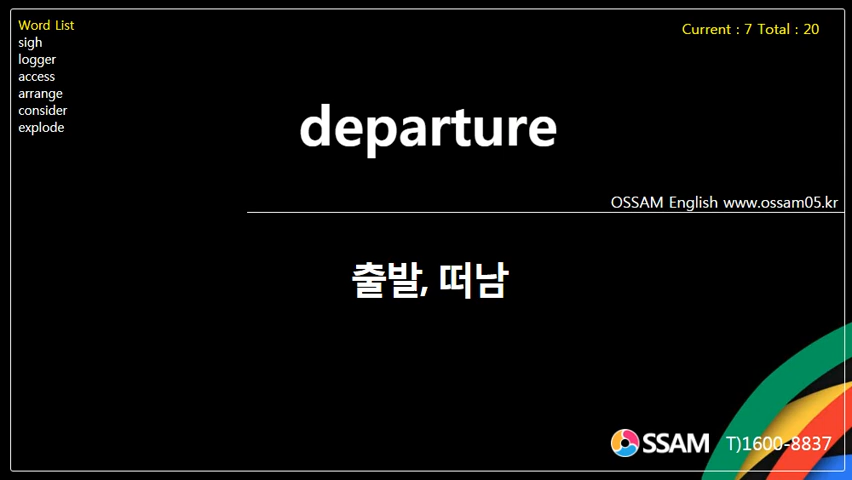 Word List
sigh
logger
access
arrange
consider
explode
Current : 7 Total : 20
departure
OSSAM English www.ossam05.kr
출발, 떠남
OSSAM T)1600-8837